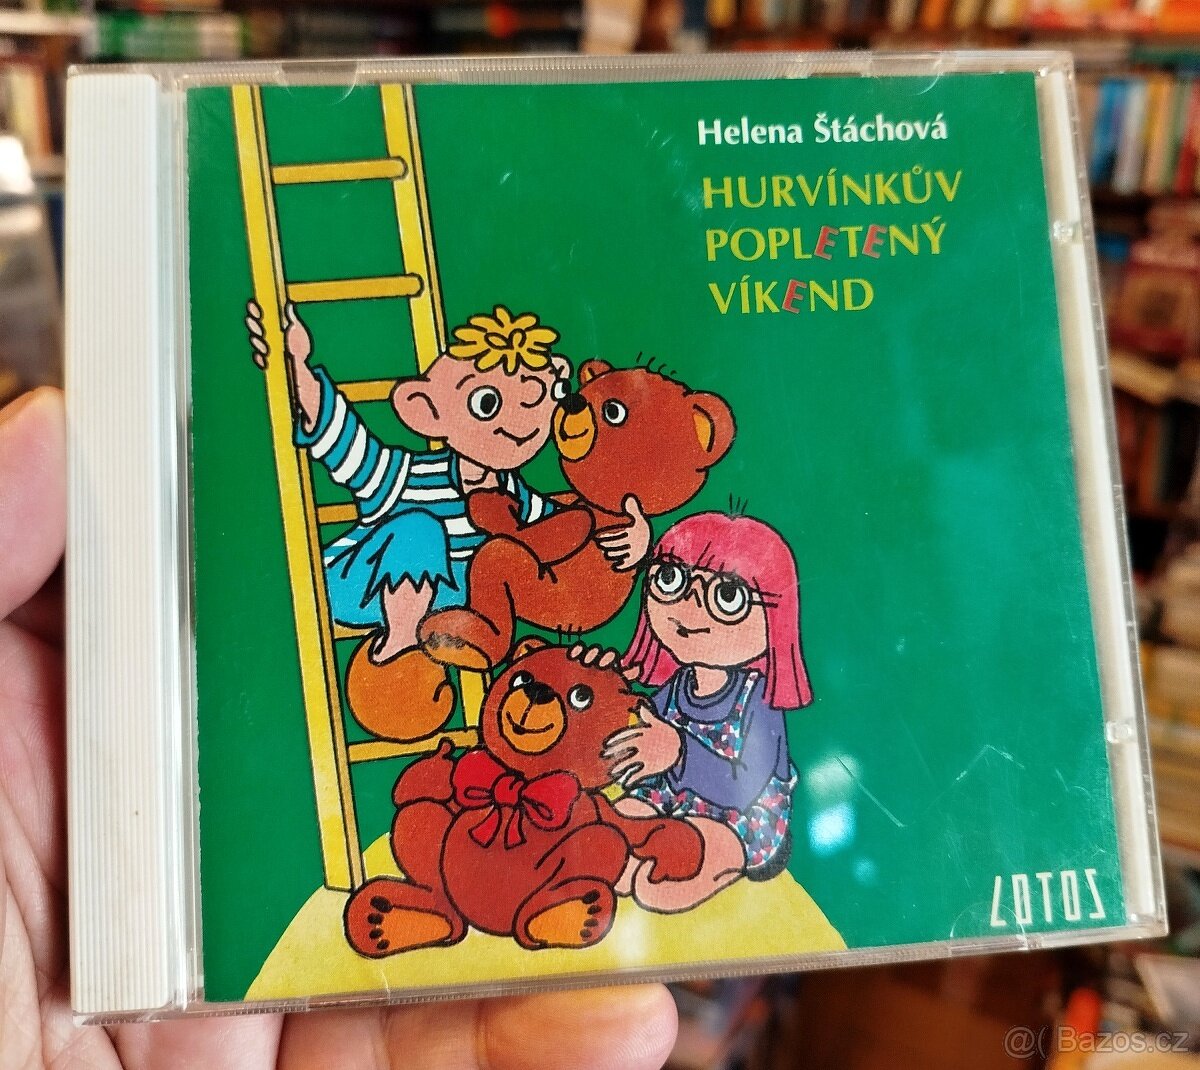 Helena Štáchová
HURVÍNKŮV
POPLETENÝ
VÍKEND
LOTOS
@( Bazos.cz